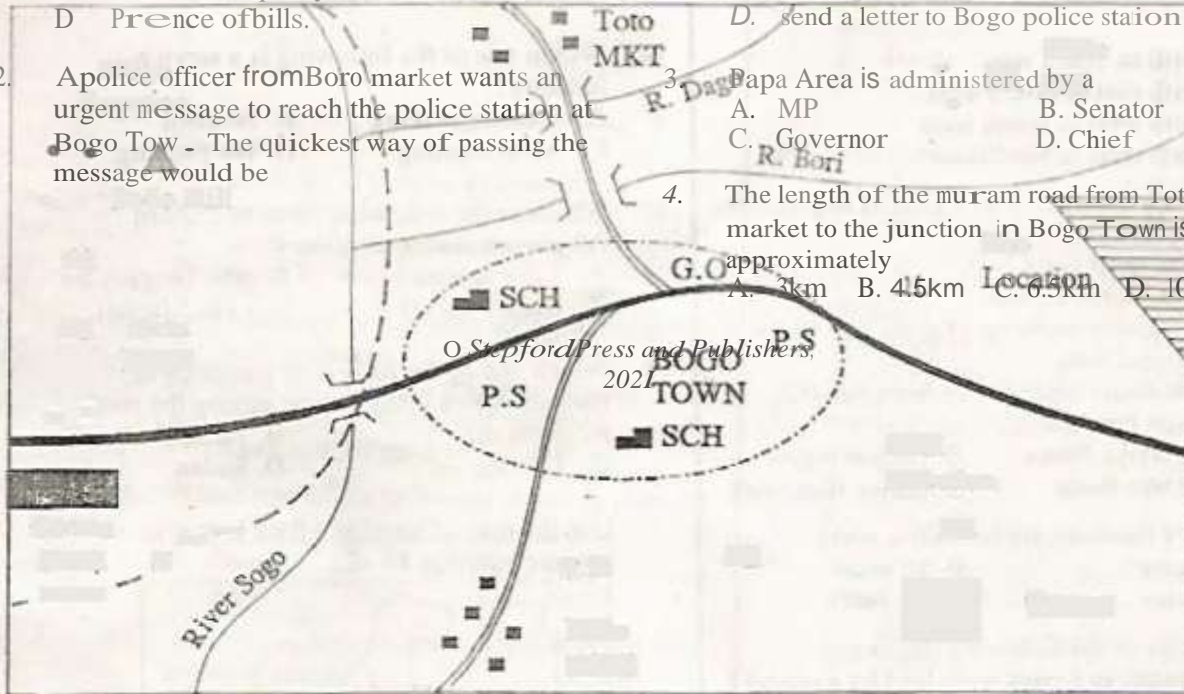 D Prence ofbills.
2. Apolice officer fromBoro market wants an
urgent message to reach the police station at
Bogo Tow - The quickest way of passing the
message would be
D. send a letter to Bogo police staion
3. Papa Area is administered by a
A. MP B. Senator
C. Governor D. Chief
4. The length of the muram road from Tot
market to the junction in Bogo Town is
approximately
A. 3km B. 4.5km C. 6.5km D. 10
Toto
MKT
R. Daga
R. Bori
G.O
Location
SCH
P.S
BOGO
TOWN
P.S
SCH
River Sogo
O Stepford Press and Publishers,
2021